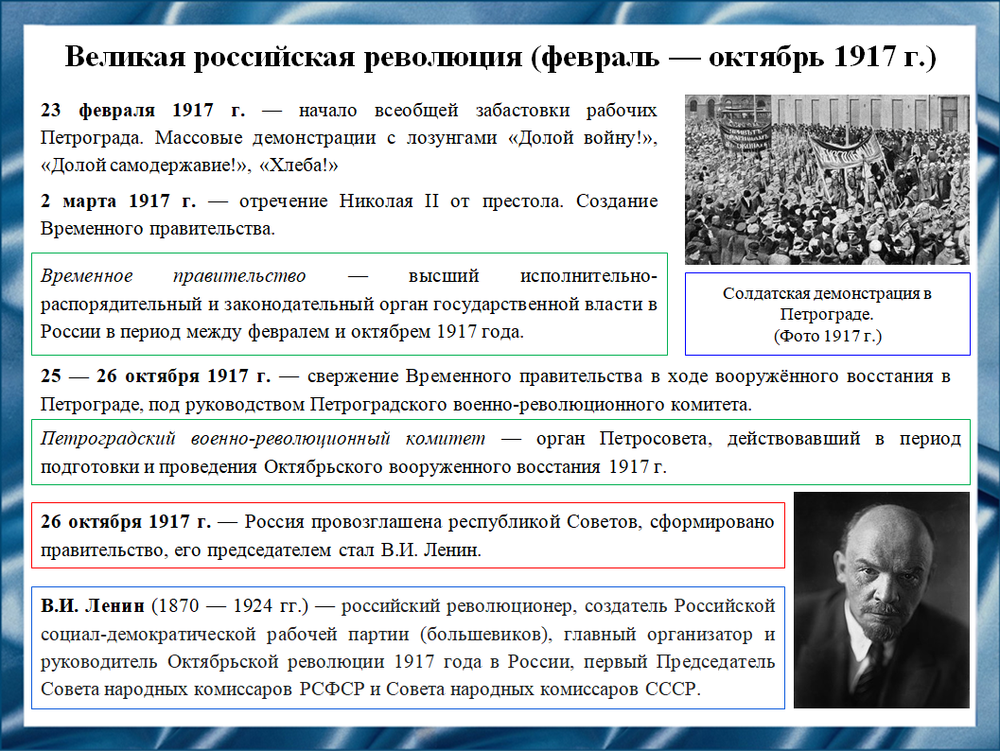 Великая российская революция (февраль — октябрь 1917 г.)
23 февраля 1917 г. — начало всеобщей забастовки рабочих
Петрограда. Массовые демонстрации с лозунгами «Долой войну!»,
«Долой самодержавие!», «Хлеба!»
2 марта 1917 г. — отречение Николая II от престола. Создание
Временного правительства.
Временное правительство — высший исполнительно-
распорядительный и законодательный орган государственной власти в
России в период между февралем и октябрем 1917 года.
Солдатская демонстрация в
Петрограде.
(Фото 1917 г.)
25 — 26 октября 1917 г. — свержение Временного правительства в ходе вооружённого восстания в
Петрограде, под руководством Петроградского военно-революционного комитета.
Петроградский военно-революционный комитет — орган Петросовета, действовавший в период
подготовки и проведения Октябрьского вооруженного восстания 1917 г.
26 октября 1917 г. — Россия провозглашена республикой Советов, сформировано
правительство, его председателем стал В.И. Ленин.
В.И. Ленин (1870 — 1924 гг.) — российский революционер, создатель Российской
социал-демократической рабочей партии (большевиков), главный организатор и
руководитель Октябрьской революции 1917 года в России, первый Председатель
Совета народных комиссаров РСФСР и Совета народных комиссаров СССР.